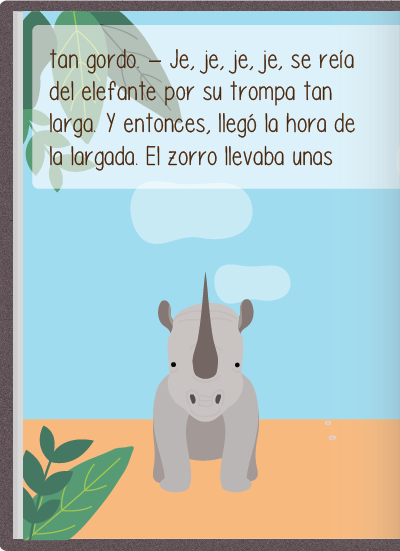 tan gordo. – Je, je, je, je, se reía
del elefante por su trompa tan
larga. Y entonces, llegó la hora de
la largada. El zorro llevaba unas